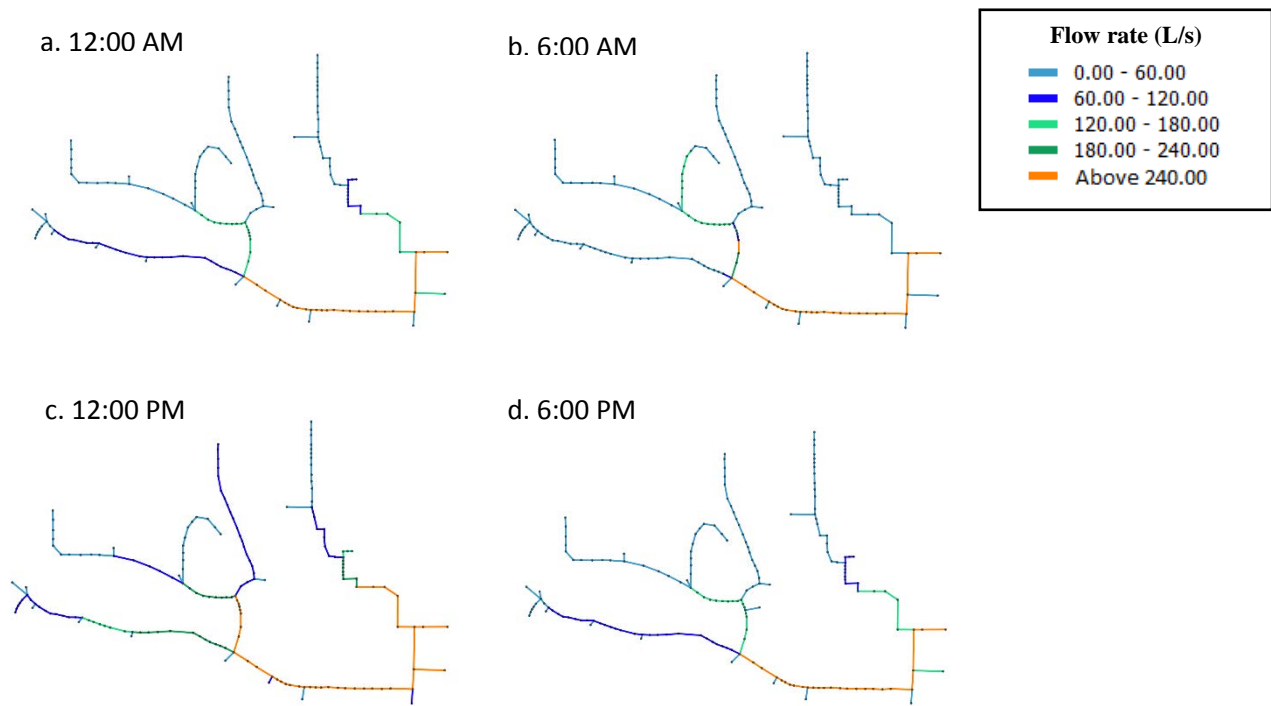 a. 12:00 AM
b. 6:00 AM
Flow rate (L/s)
0.00 - 60.00
60.00 - 120.00
120.00 - 180.00
180.00 - 240.00
Above 240.00
c. 12:00 PM
d. 6:00 PM